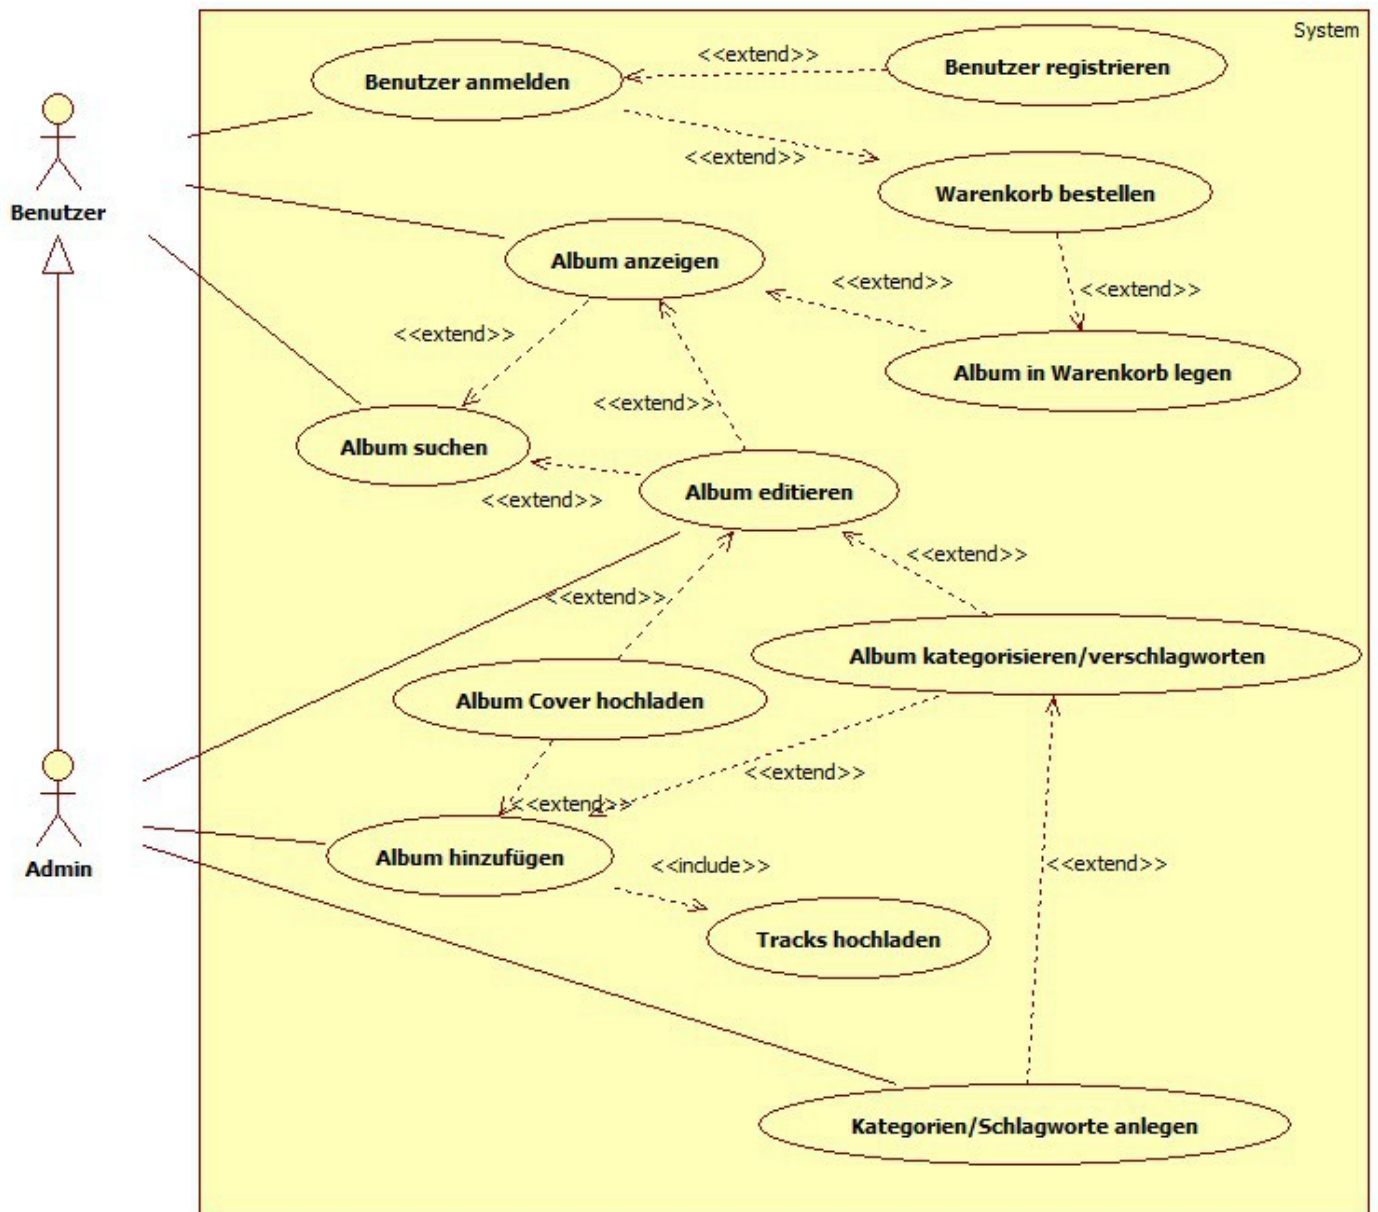 System
<<extend>>
Benutzer registrieren
Benutzer anmelden
<<extend>>
Warenkorb bestellen
Benutzer
Album anzeigen
<<extend>>
<<extend>>
<<extend>>
Album in Warenkorb legen
<<extend>>
Album suchen
<<extend>>
Album editieren
<<extend>>
<<extend>>
Album kategorisieren/verschlagworten
Album Cover hochladen
<<extend>>
<<extend>>
Admin
Album hinzufügen
<<include>>
<<extend>>
Tracks hochladen
Kategorien/Schlagworte anlegen